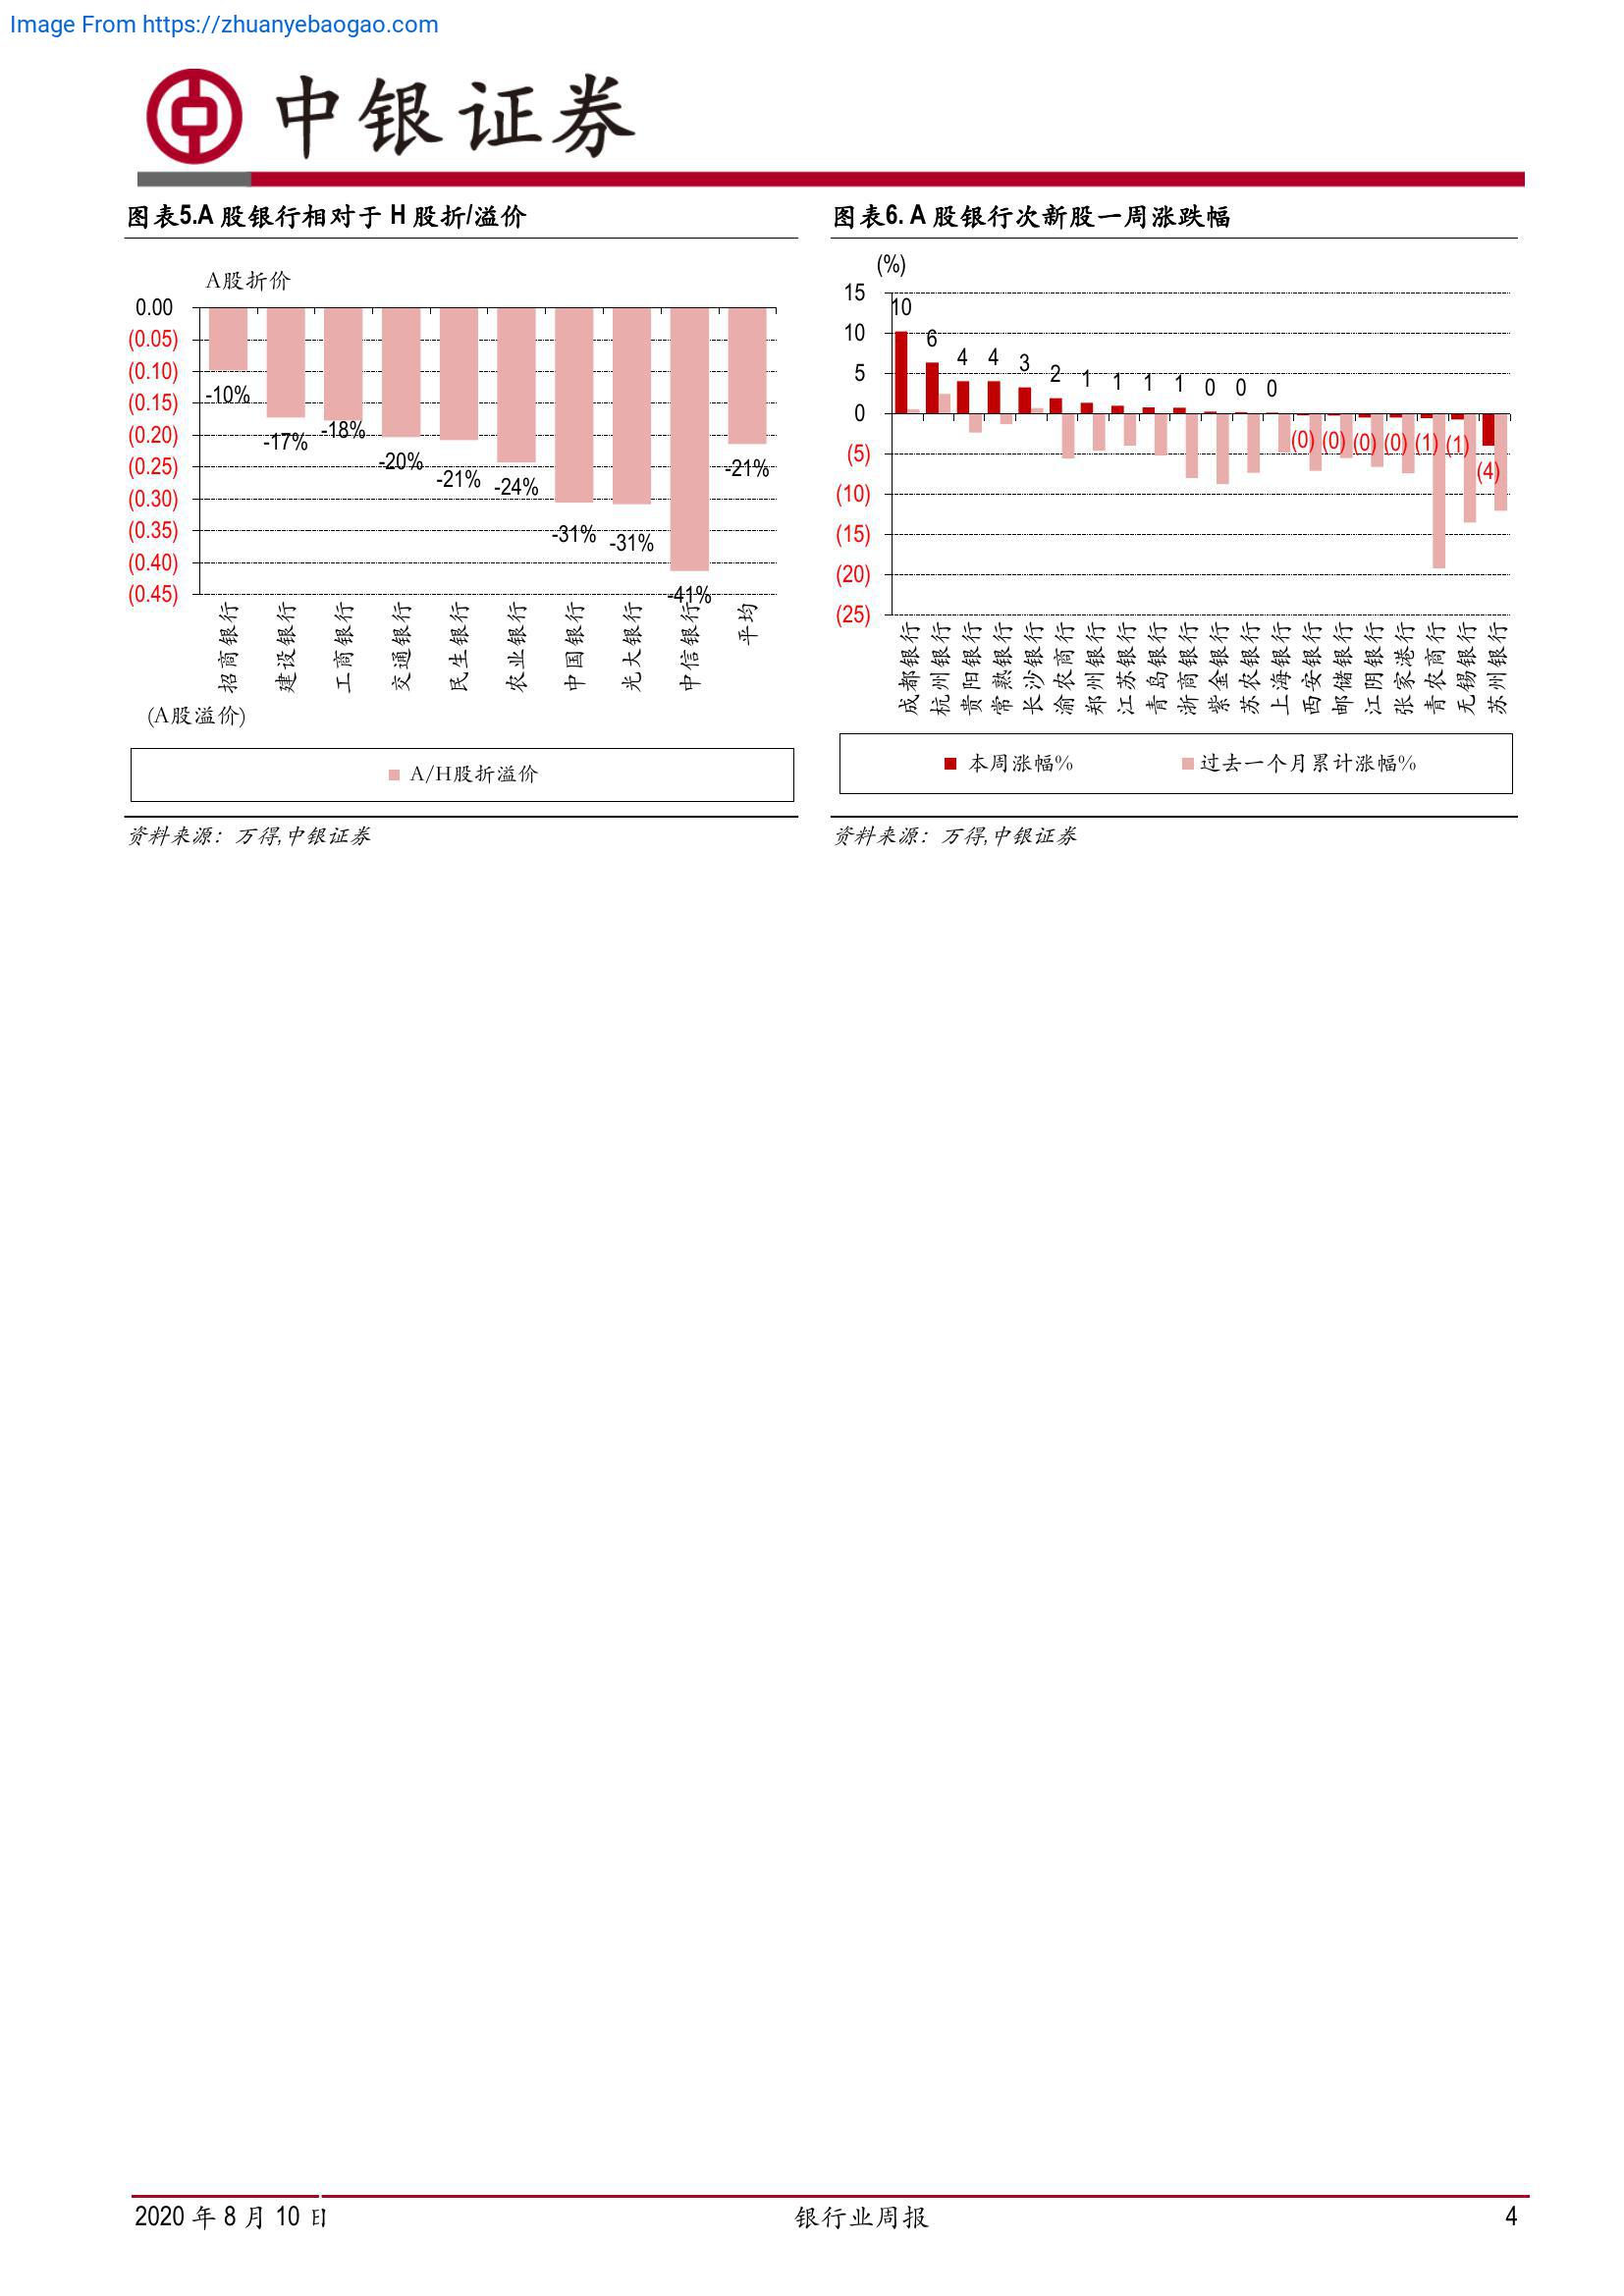 Image From https://zhuanyebaogao.com
中银证券
图表5.A 股银行相对于 H 股折/溢价
A股折价
0.00
(0.05)
(0.10)
(0.15)
(0.20)
(0.25)
(0.30)
(0.35)
(0.40)
(0.45)
-10%
-17%
-18%
-20%
-21%
-24%
-31%
-31%
-41%
-21%
招商银行
建设银行
工商银行
交通银行
民生银行
农业银行
中国银行
光大银行
中信银行
平均
(A股溢价)
A/H股折溢价
资料来源：万得,中银证券
图表6. A 股银行次新股一周涨跌幅
(%)
15
10
5
0
(5)
(10)
(15)
(20)
(25)
10
6
4
4
3
2
1
1
1
1
0
0
0
(0)
(0)
(0)
(0)
(1)
(1)
(4)
成都银行
杭州银行
贵阳银行
常熟银行
长沙银行
渝农商行
郑州银行
江苏银行
青岛银行
浙商银行
紫金银行
苏农银行
上海银行
西安银行
邮储银行
江阴银行
张家港行
青农商行
无锡银行
苏州银行
本周涨幅%
过去一个月累计涨幅%
资料来源：万得,中银证券
2020 年 8 月 10 日
银行业周报
4